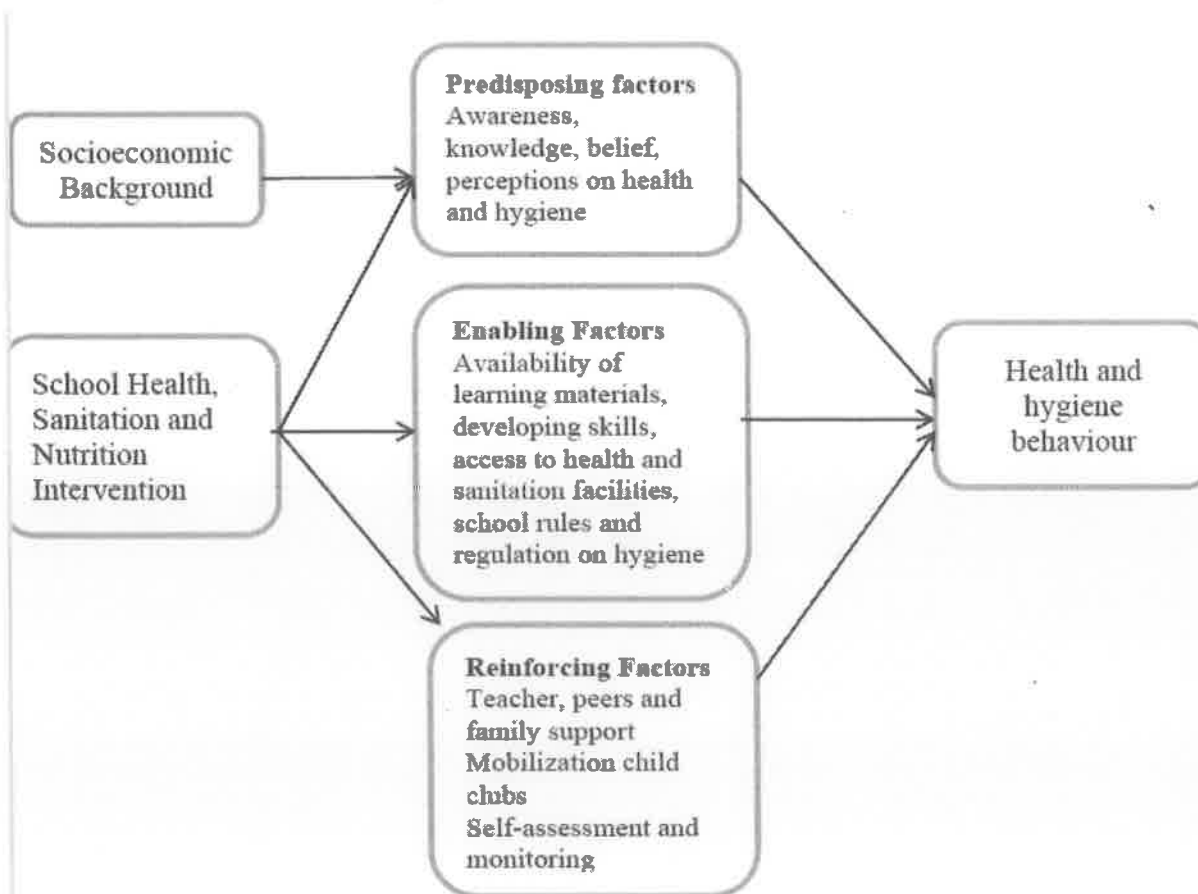 Socioeconomic
Background
School Health,
Sanitation and
Nutrition
Intervention
Predisposing factors
Awareness,
knowledge, belief,
perceptions on health
and hygiene
Enabling Factors
Availability of
learning materials,
developing skills,
access to health and
sanitation facilities,
school rules and
regulation on hygiene
Reinforcing Factors
Teacher, peers and
family support
Mobilization child
clubs
Self-assessment and
monitoring
Health and
hygiene
behaviour